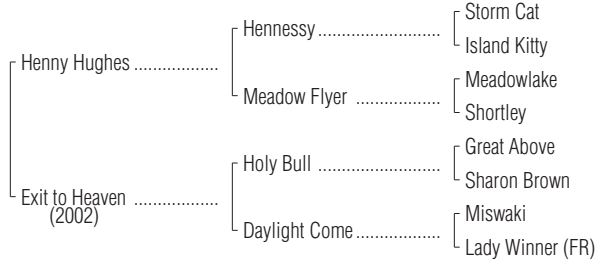 Storm Cat
Hennessy ..........................
Island Kitty
Henny Hughes ..................
Meadowlake
Meadow Flyer ..................
Shortley
Great Above
Holy Bull ..........................
Sharon Brown
Exit to Heaven ..................
(2002)
Miswaki
Daylight Come ..................
Lady Winner (FR)